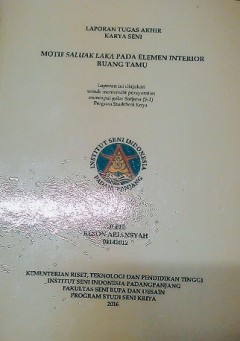 LAPORAN TUGAS AKHIR
KARYA SENI
MOTIF SALUAK LAKA PADA ELEMEN INTERIOR
RUANG TAMU
Laporan ini diajukan
untuk memenuhi persyaratan
mencapai gelar Sarjana (S-1)
Program Studi Seni Kriya
INSTITUT SENI INDONESIA
PADANGPANJANG
ARIANSYAH
KEMENTERIAN RISET, TEKNOLOGI DAN PENDIDIKAN TINGGI
INSTITUT SENI INDONESIA PADANGPANJANG
FAKULTAS SENI RUPA DAN DESAIN
PROGRAM STUDI SENI KRIYA
2016